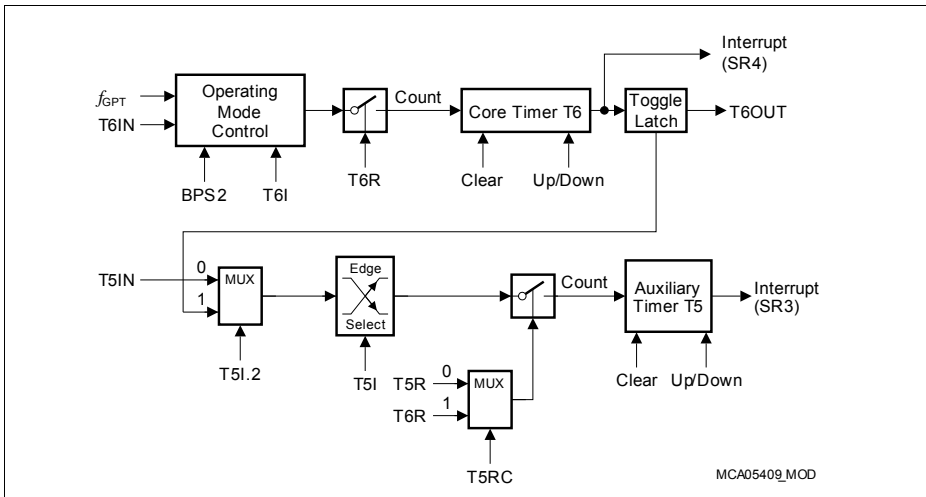 Interrupt
(SR4)
fGPT
T6IN
Operating
Mode
Control
Count
Core Timer T6
Toggle
Latch
T6OUT
BPS2
T6I
T6R
Clear
Up/Down
T5IN
0
1
MUX
Edge
Select
Count
Auxiliary
Timer T5
Interrupt
(SR3)
T5I.2
T5I
T5R
0
T6R
1
MUX
Clear
Up/Down
T5RC
MCA05409_MOD